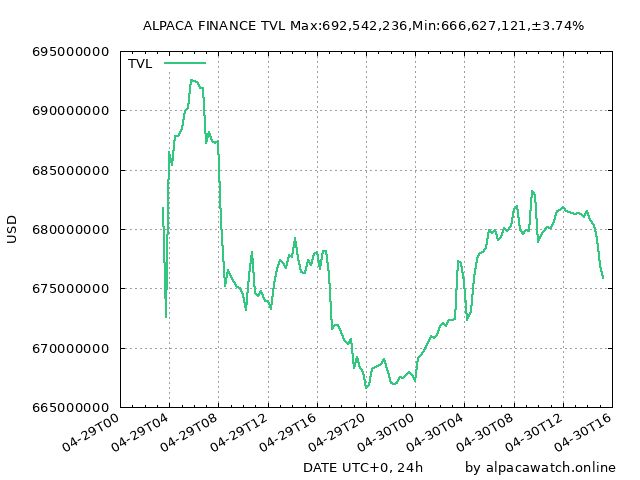 ALPACA FINANCE TVL Max:692,542,236,Min:666,627,121,±3.74%
TVL
695000000
690000000
685000000
680000000
675000000
670000000
665000000
USD
04-29T00
04-29T04
04-29T08
04-29T12
04-29T16
04-29T20
04-30T00
04-30T04
04-30T08
04-30T12
04-30T16
DATE UTC+0, 24h
by alpacawatch.online